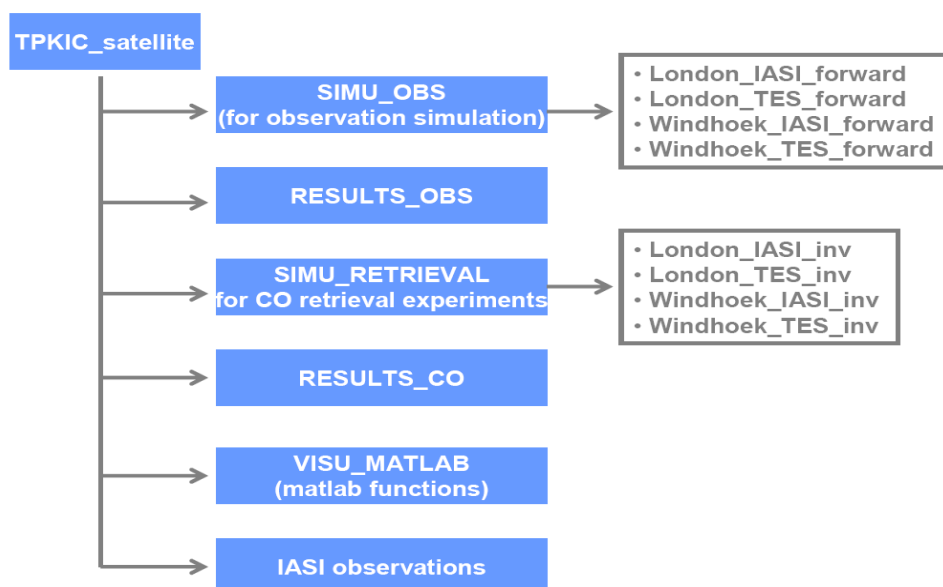 TPKIC_satellite
SIMU_OBS
(for observation simulation)
• London_IASI_forward
• London_TES_forward
• Windhoek_IASI_forward
• Windhoek_TES_forward
RESULTS_OBS
SIMU_RETRIEVAL
for CO retrieval experiments
• London_IASI_inv
• London_TES_inv
• Windhoek_IASI_inv
• Windhoek_TES_inv
RESULTS_CO
VISU_MATLAB
(matlab functions)
IASI observations